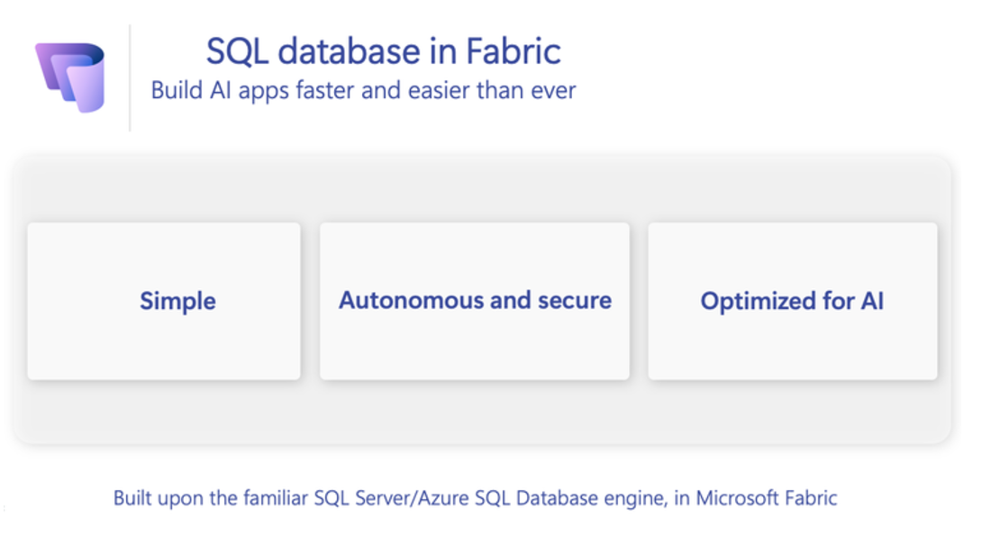 SQL database in Fabric
Build AI apps faster and easier than ever
Simple
Autonomous and secure
Optimized for AI
Built upon the familiar SQL Server/Azure SQL Database engine, in Microsoft Fabric